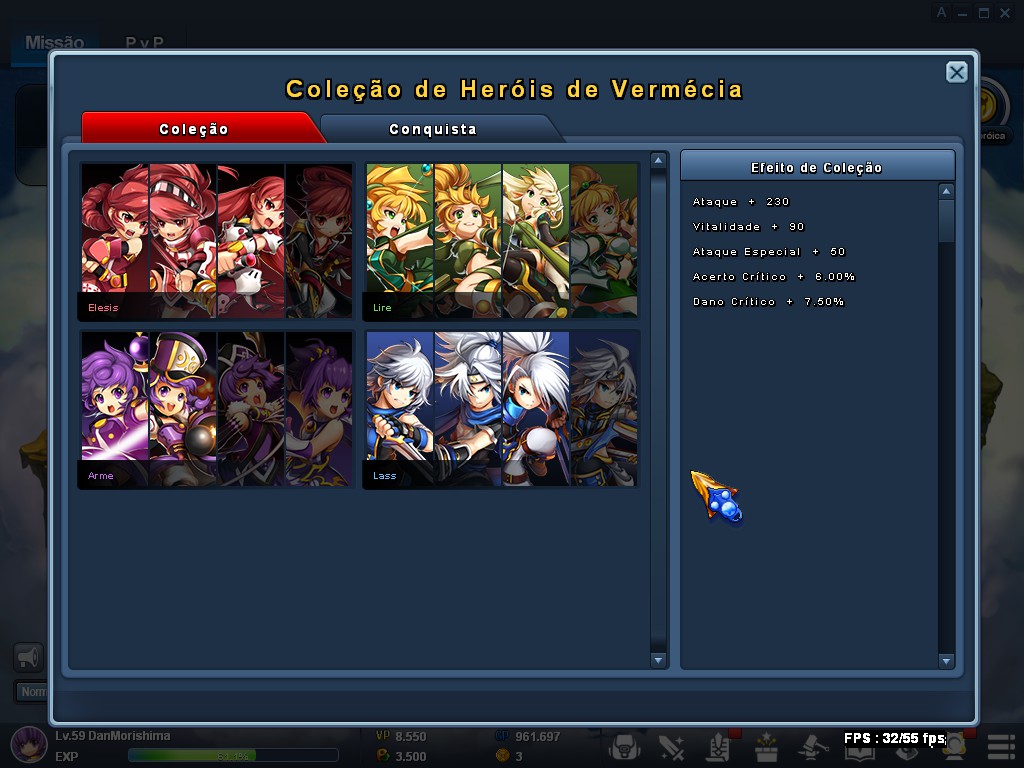 A
Missão PvP
Coleção de Heróis de Vermécia
Coleção Conquista
Efeito de Coleção
Ataque + 230
Vitalidade + 90
Ataque Especial + 50
Acerto Crítico + 6.00%
Dano Crítico + 7.50%
Elesis
Lire
Arme
Lass
Norm
Lv.59 DanMorishima
VP 8.550
961.697
FPS : 32/55 fps
EXP
3.500
3